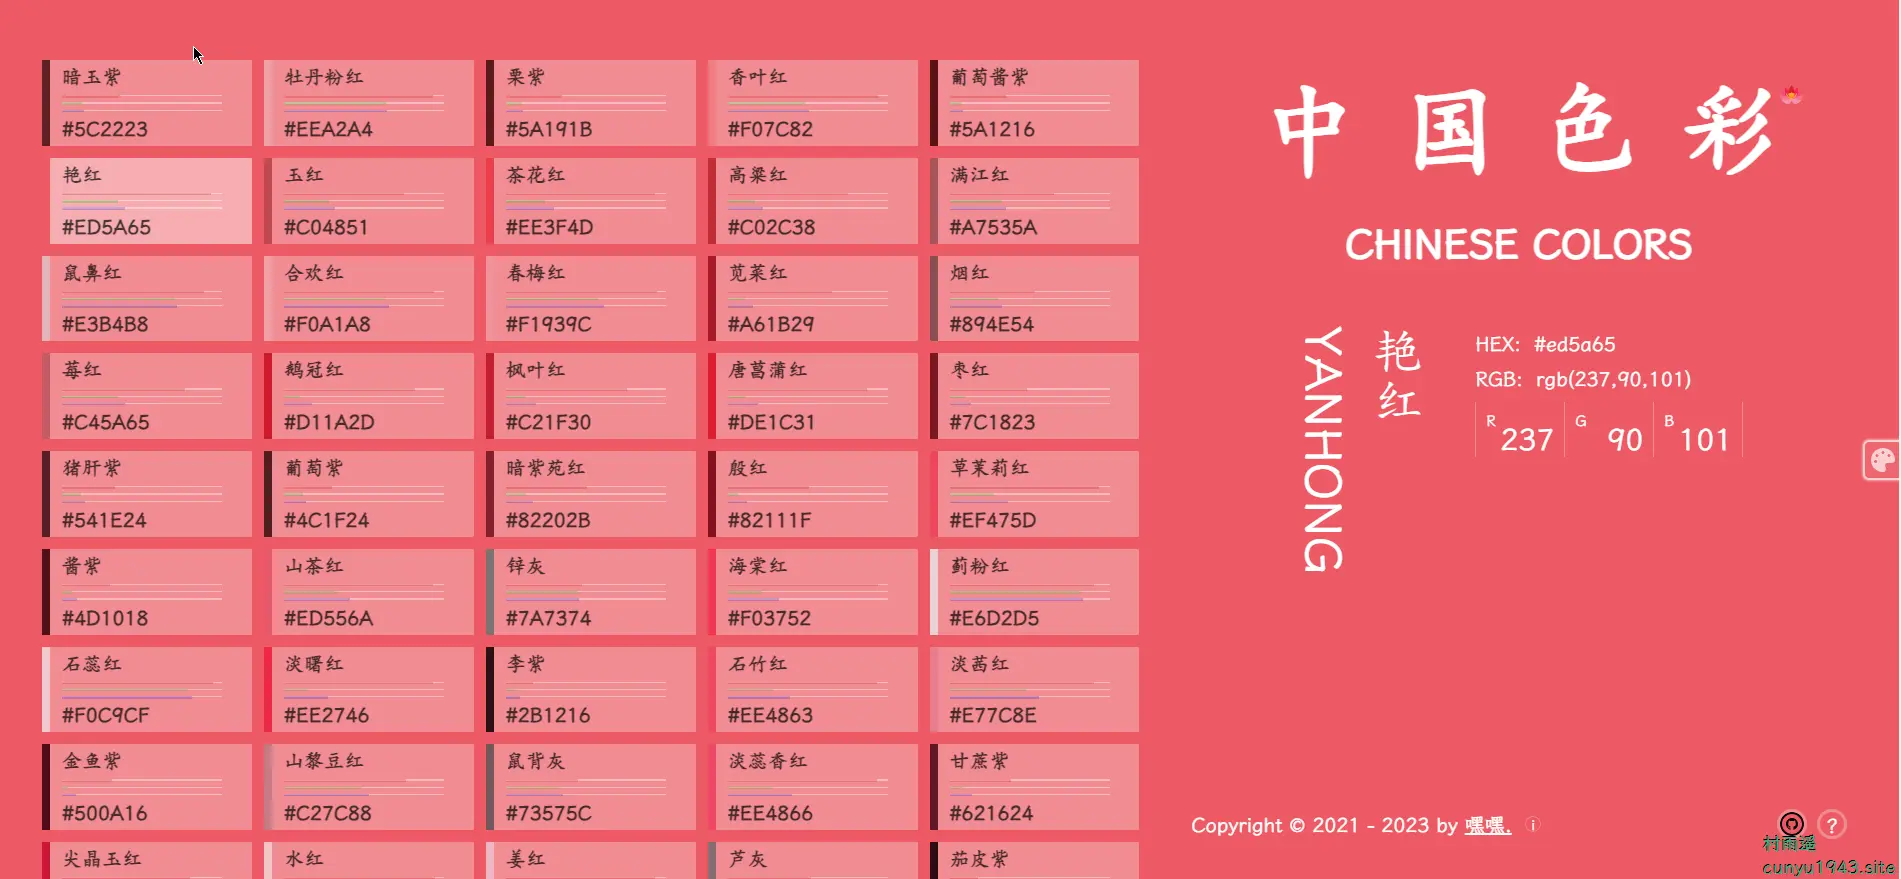 暗玉紫
#5C2223
牡丹粉红
#EEA2A4
栗紫
#5A191B
香叶红
#F07C82
葡萄酱紫
#5A1216
艳红
#ED5A65
玉红
#C04851
茶花红
#EE3F4D
高粱红
#C02C38
满江红
#A7535A
鼠鼻红
#E3B4B8
合欢红
#F0A1A8
春梅红
#F1939C
苋菜红
#A61B29
烟红
#894E54
莓红
#C45A65
鹅冠红
#D11A2D
枫叶红
#C21F30
唐菖蒲红
#DE1C31
枣红
#7C1823
猪肝紫
#541E24
葡萄紫
#4C1F24
暗紫苑红
#82202B
殷红
#82111F
草茉莉红
#EF475D
酱紫
#4D1018
山茶红
#ED556A
锌灰
#7A7374
海棠红
#F03752
蓟粉红
#E6D2D5
石蕊红
#F0C9CF
淡曙红
#EE2746
李紫
#2B1216
石竹红
#EE4863
淡茜红
#E77C8E
金鱼紫
#500A16
山黎豆红
#C27C88
鼠背灰
#73575C
淡蕊香红
#EE4866
甘蔗紫
#621624
尖晶玉红
水红
姜红
芦灰
茄皮紫
中国色彩
CHINESE COLORS
YANHONG
艳红
HEX: #ed5a65
RGB: rgb(237,90,101)
R 237 G 90 B 101
Copyright © 2021 - 2023 by 嘿嘿.
村雨遥
cunyu1943.site